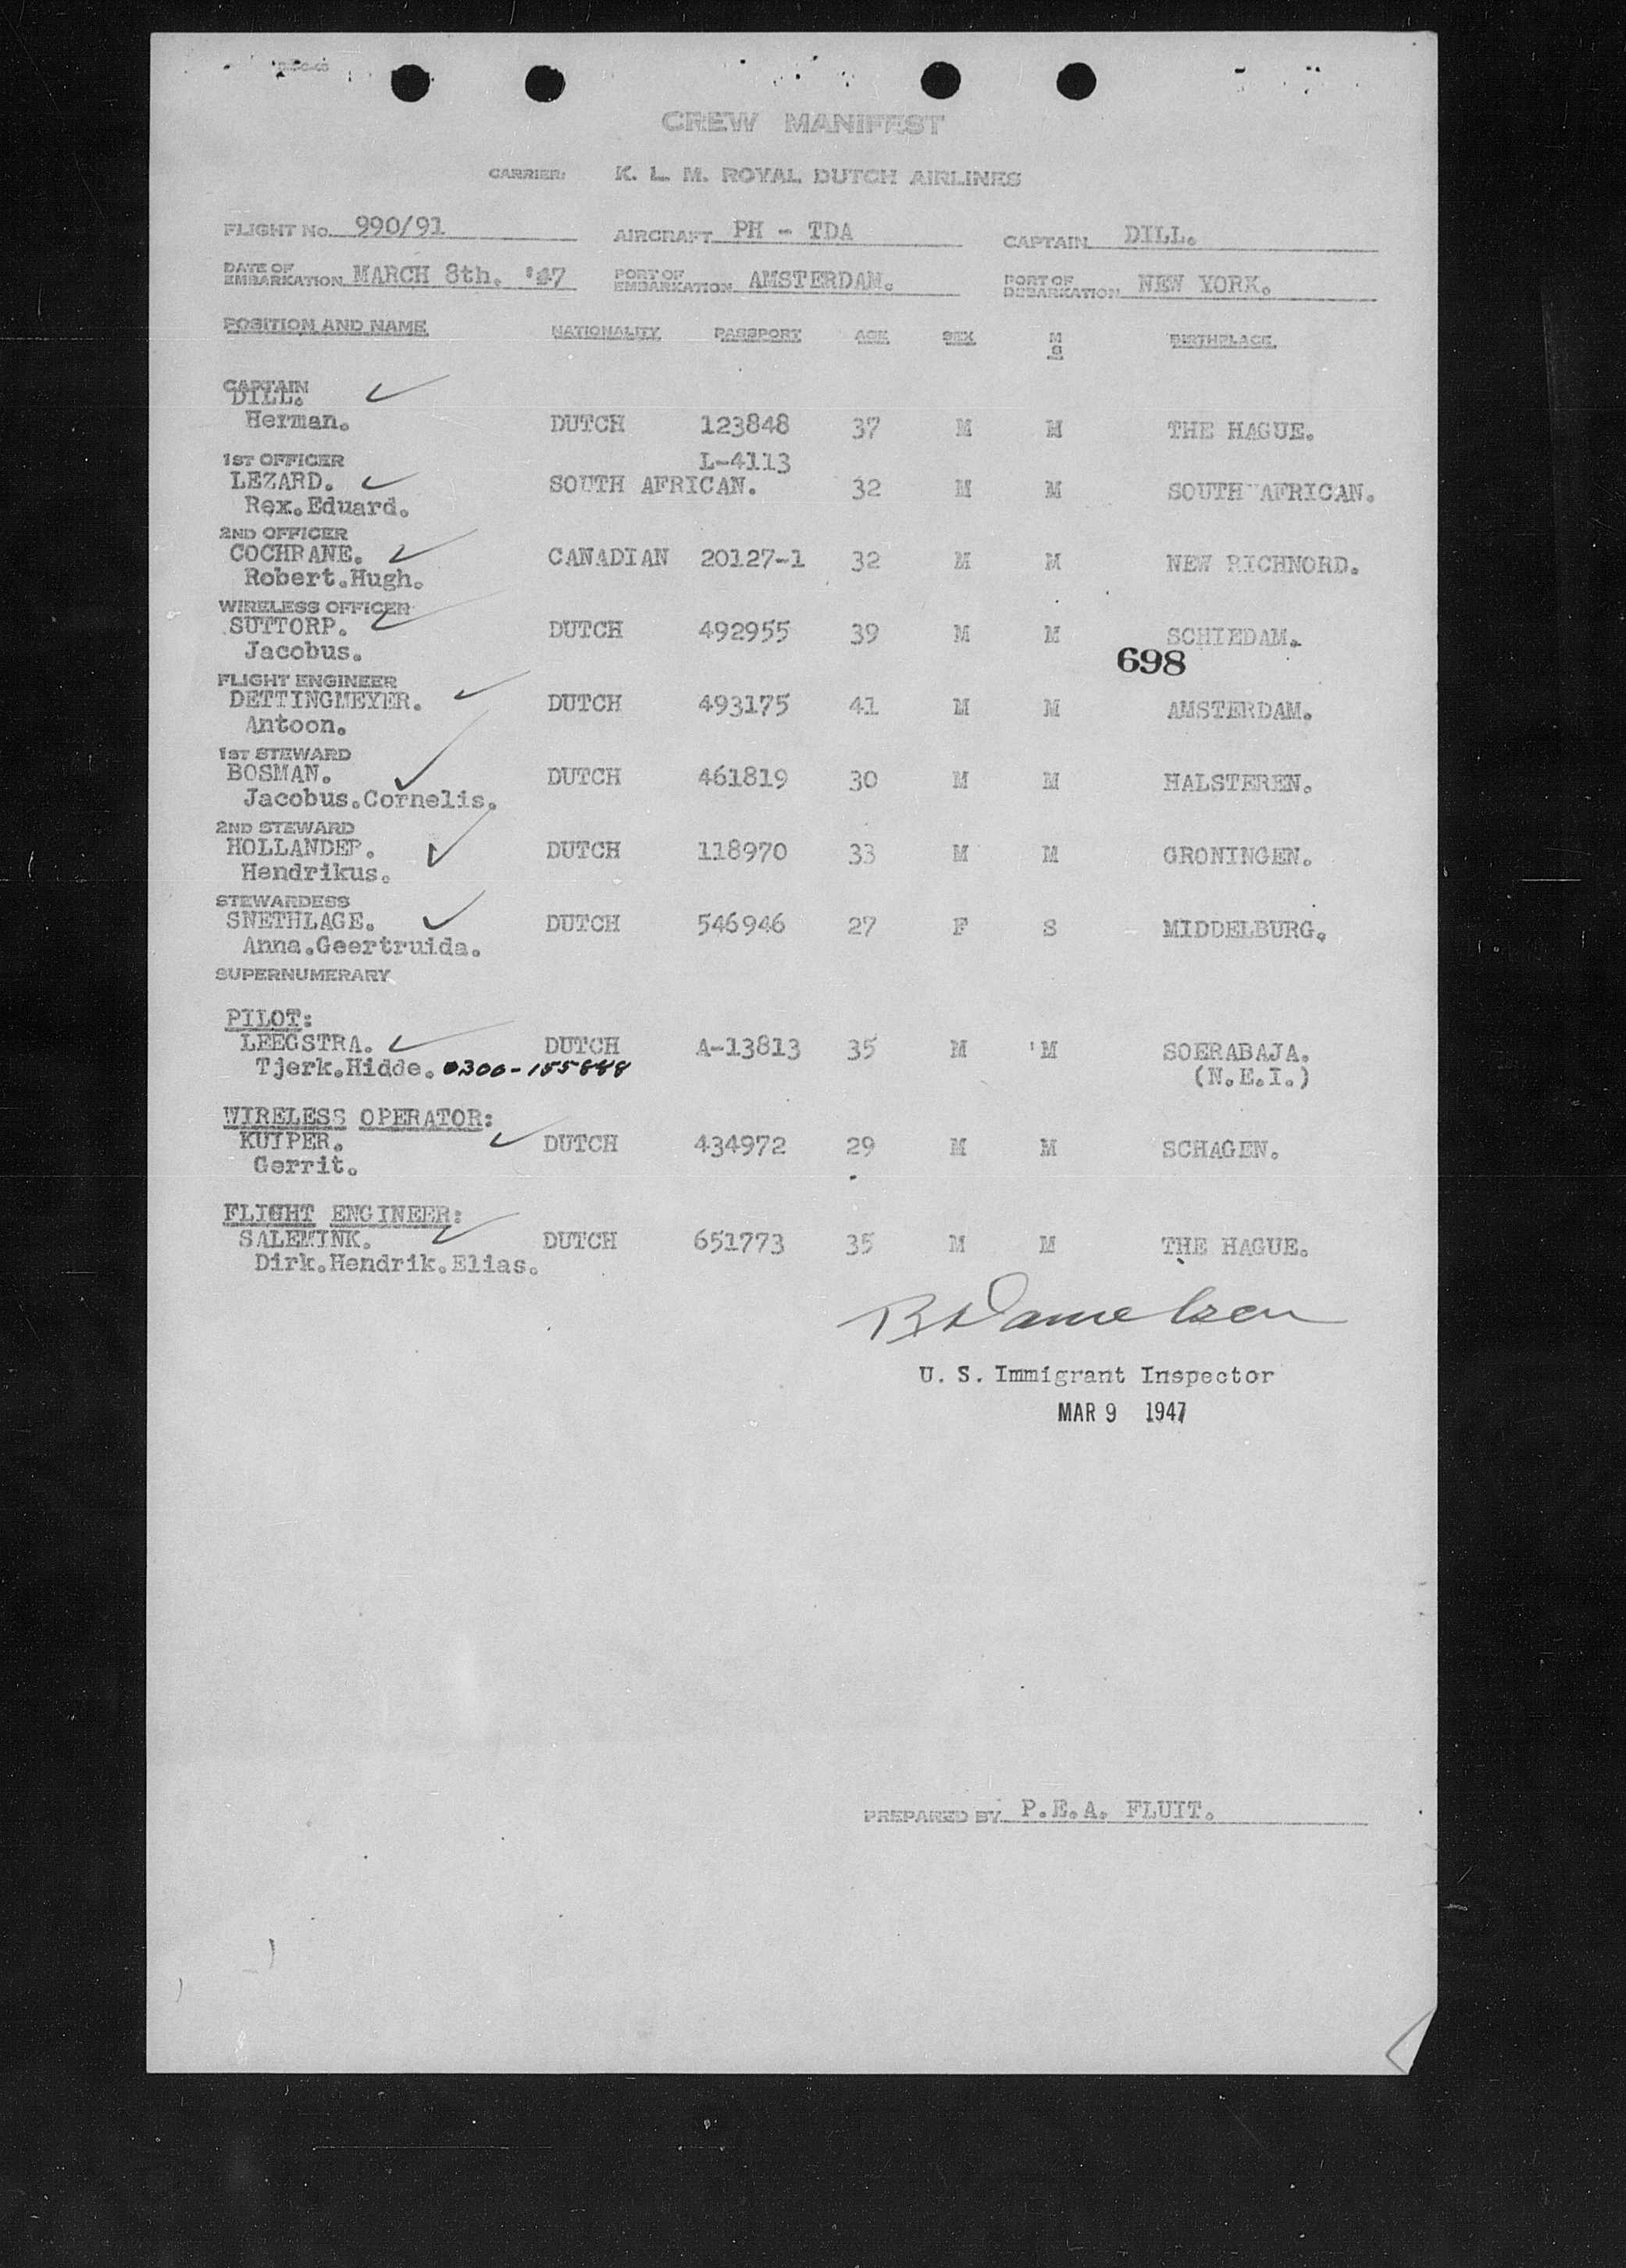 CREW MANIFEST
CARRIER: K. L. M. ROYAL DUTCH AIRLINES
FLIGHT No. 990/91 AIRCRAFT PH - TDA CAPTAIN DILL.
DATE OF EMBARKATION MARCH 8th. '47 PORT OF EMBARKATION AMSTERDAM. PORT OF DEBARKATION NEW YORK.
POSITION AND NAME NATIONALITY PASSPORT AGE SEX M S BIRTHPLACE
CAPTAIN
DILL.
Herman. DUTCH 123848 37 M M THE HAGUE.
1ST OFFICER L-4113
LEZARD. SOUTH AFRICAN. 32 M M SOUTH AFRICAN.
Rex.Eduard.
2ND OFFICER
COCHRANE. CANADIAN 20127-1 32 M M NEW RICHNORD.
Robert.Hugh.
WIRELESS OFFICER
SUTTORP. DUTCH 492955 39 M M SCHIEDAM.
Jacobus.
698
FLIGHT ENGINEER
DETTINGMEYER. DUTCH 493175 41 M M AMSTERDAM.
Antoon.
1ST STEWARD
BOSMAN. DUTCH 461819 30 M M HALSTEREN.
Jacobus.Cornelis.
2ND STEWARD
HOLLANDER. DUTCH 118970 33 M M GRONINGEN.
Hendrikus.
STEWARDESS
SNETHLAGE. DUTCH 546946 27 F S MIDDELBURG.
Anna.Geertruida.
SUPERNUMERARY
PILOT:
LEEGSTRA. DUTCH A-13813 35 M M SOERABAJA.
Tjerk.Hidde. 0300-155888 (N.E.I.)
WIRELESS OPERATOR:
KUIPER. DUTCH 434972 29 M M SCHAGEN.
Gerrit.
FLIGHT ENGINEER:
SALEMINK. DUTCH 651773 35 M M THE HAGUE.
Dirk.Hendrik.Elias.
U. S. Immigrant Inspector
MAR 9 1947
PREPARED BY P.E.A. FLUIT.